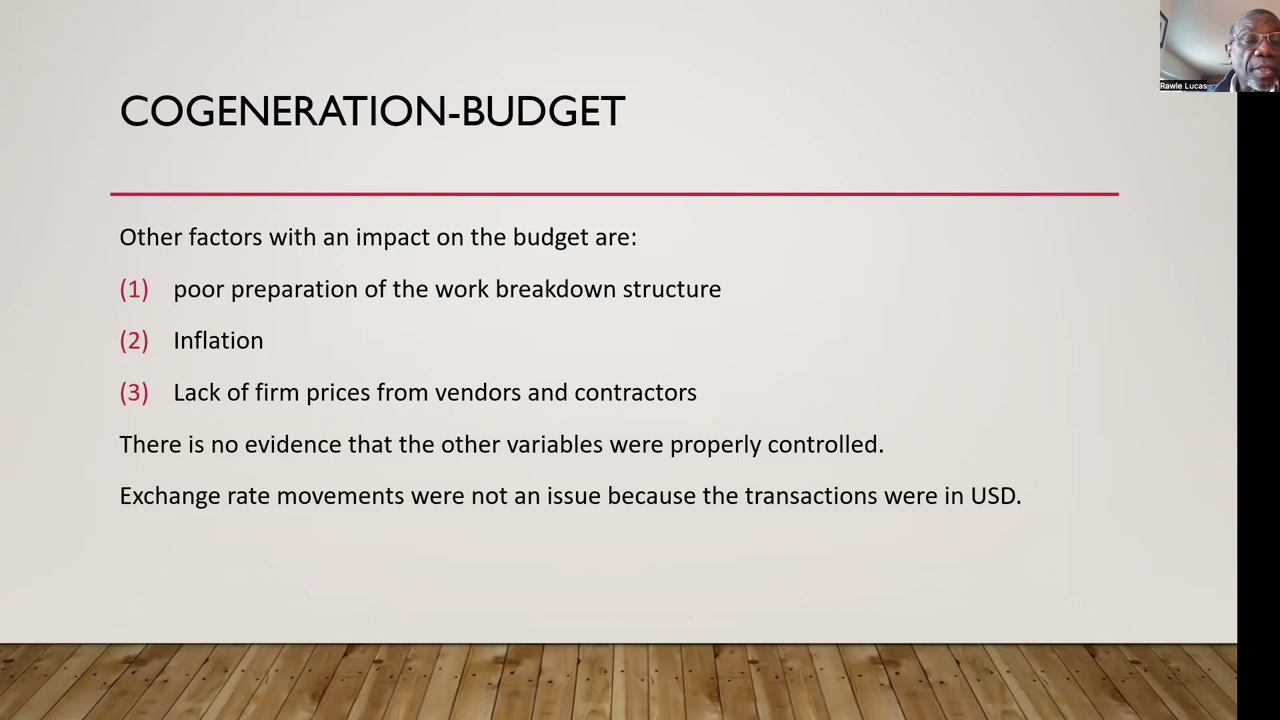 Rawle Lucas
COGENERATION-BUDGET
Other factors with an impact on the budget are:
(1) poor preparation of the work breakdown structure
(2) Inflation
(3) Lack of firm prices from vendors and contractors
There is no evidence that the other variables were properly controlled.
Exchange rate movements were not an issue because the transactions were in USD.